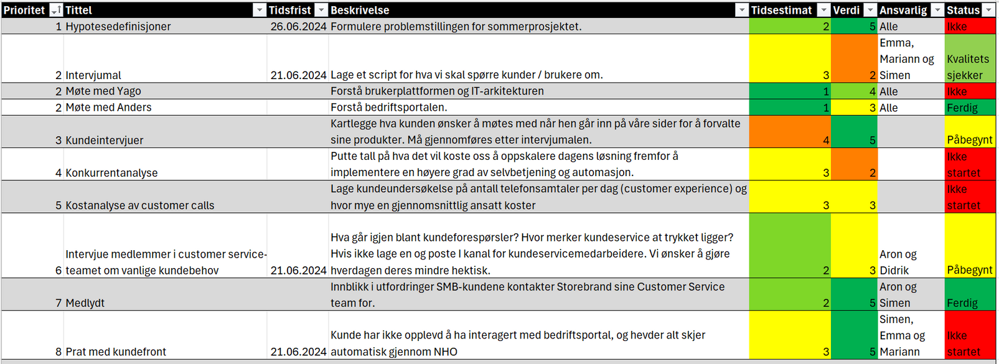 Prioritet Tittel Tidsfrist Beskrivelse Tidsestimat Verdi Ansvarlig Status
1 Hypotesedefinisjoner 26.06.2024 Formulere problemstillingen for sommerprosjektet. 2 5 Alle Ikke
Emma,
Mariann og Kvalitets
2 Intervjumal 21.06.2024 Lage et script for hva vi skal spørre kunder / brukere om. 3 2 Simen sjekker
2 Møte med Yago Forstå brukerplattformen og IT-arkitekturen 1 4 Alle Ikke
2 Møte med Anders Forstå bedriftsportalen. 1 3 Alle Ferdig
Kartlegge hva kunden ønsker å møtes med når hen går inn på våre sider for å forvalte
3 Kundeintervjuer sine produkter. Må gjennomføres etter intervjumalen. 4 5 Påbegynt
Putte tall på hva det vil koste oss å oppskalere dagens løsning fremfor å Ikke
4 Konkurrentanalyse implementere en høyere grad av selvbetjening og automasjon. 3 2 startet
Lage kundeundersøkelse på antall telefonsamtaler per dag (customer experience) og Ikke
5 Kostanalyse av customer calls hvor mye en gjennomsnittlig ansatt koster 3 3 startet
Hva går igjen blant kundeforespørsler? Hvor merker kundeservice at trykket ligger?
Intervjue medlemmer i customer service- Hvis ikke lage en og poste I kanal for kundeservicemedarbeidere. Vi ønsker å gjøre Aron og
6 teamet om vanlige kundebehov 21.06.2024 hverdagen deres mindre hektisk. 2 3 Didrik Påbegynt
Innblikk i utfordringer SMB-kundene kontakter Storebrand sine Customer Service Aron og
7 Medlydt team for. 2 5 Simen Ferdig
Simen,
Kunde har ikke opplevd å ha interagert med bedriftsportal, og hevder alt skjer Emma og Ikke
8 Prat med kundefront 21.06.2024 automatisk gjennom NHO 3 5 Mariann startet